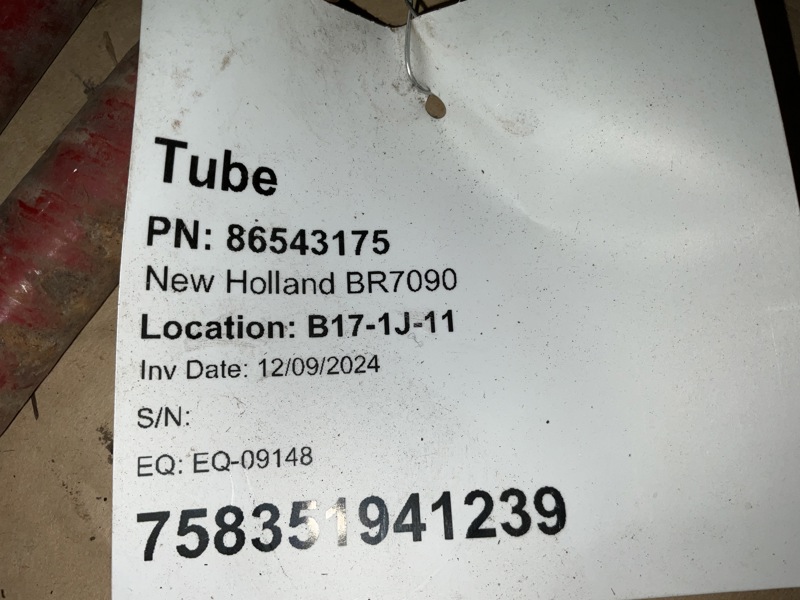 Tube
PN: 86543175
New Holland BR7090
Location: B17-1J-11
Inv Date: 12/09/2024
S/N:
EQ: EQ-09148
758351941239